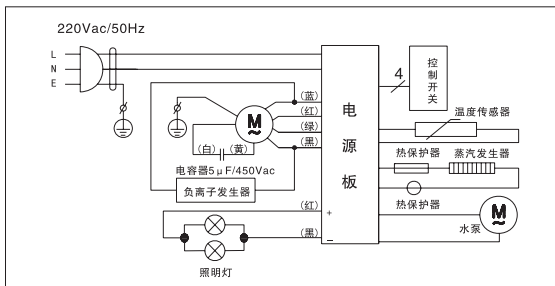 220Vac/50Hz
L
N
E
(蓝)
(红)
(绿)
(黑)
M
~
(白)
(黄)
电容器5μF/450Vac
负离子发生器
(红)
(黑)
照明灯
电源板
+
−
4
控制开关
温度传感器
热保护器
蒸汽发生器
热保护器
M
~
水泵